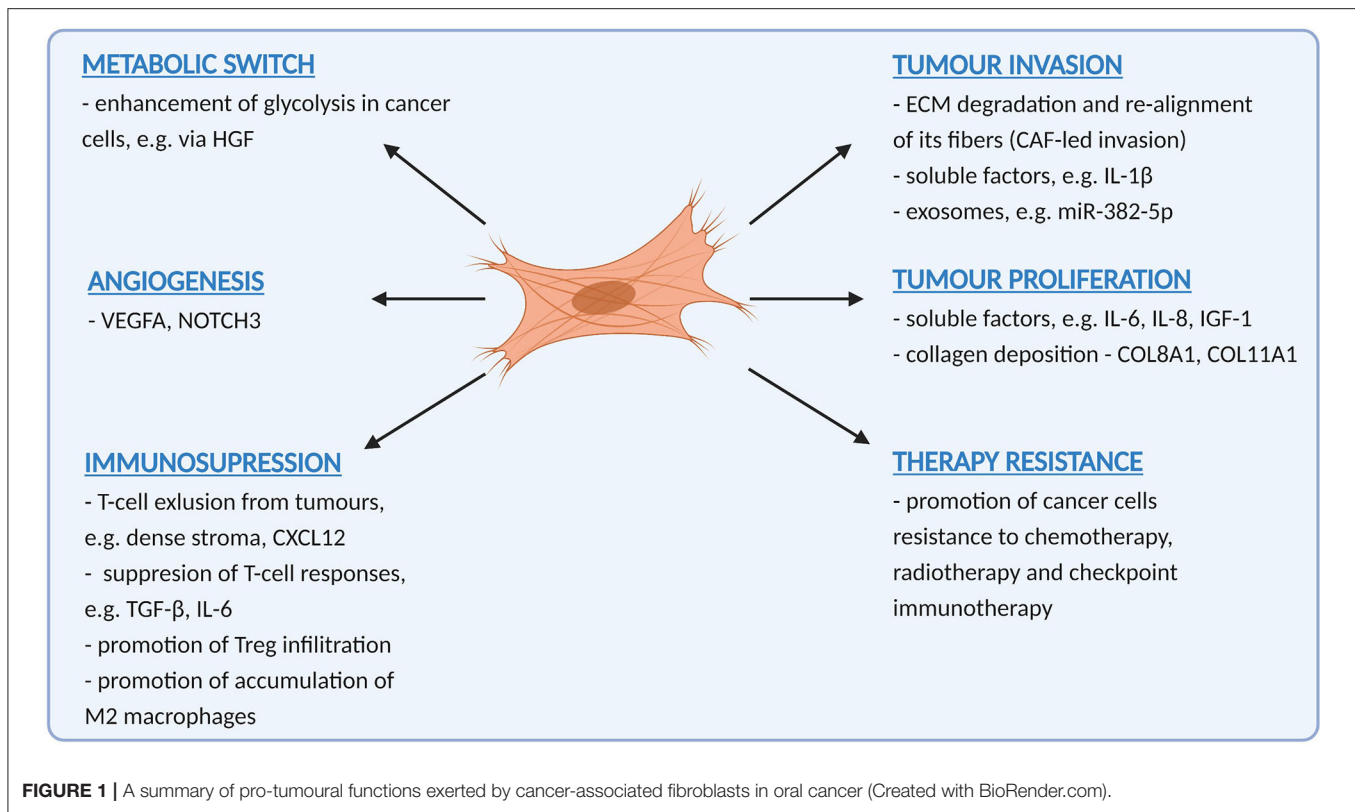 METABOLIC SWITCH
- enhancement of glycolysis in cancer
cells, e.g. via HGF
ANGIOGENESIS
- VEGFA, NOTCH3
IMMUNOSUPRESSION
- T-cell exlusion from tumours,
e.g. dense stroma, CXCL12
- suppresion of T-cell responses,
e.g. TGF-β, IL-6
- promotion of Treg infilitration
- promotion of accumulation of
M2 macrophages
TUMOUR INVASION
- ECM degradation and re-alignment
of its fibers (CAF-led invasion)
- soluble factors, e.g. IL-1β
- exosomes, e.g. miR-382-5p
TUMOUR PROLIFERATION
- soluble factors, e.g. IL-6, IL-8, IGF-1
- collagen deposition - COL8A1, COL11A1
THERAPY RESISTANCE
- promotion of cancer cells
resistance to chemotherapy,
radiotherapy and checkpoint
immunotherapy
FIGURE 1 | A summary of pro-tumoural functions exerted by cancer-associated fibroblasts in oral cancer (Created with BioRender.com).